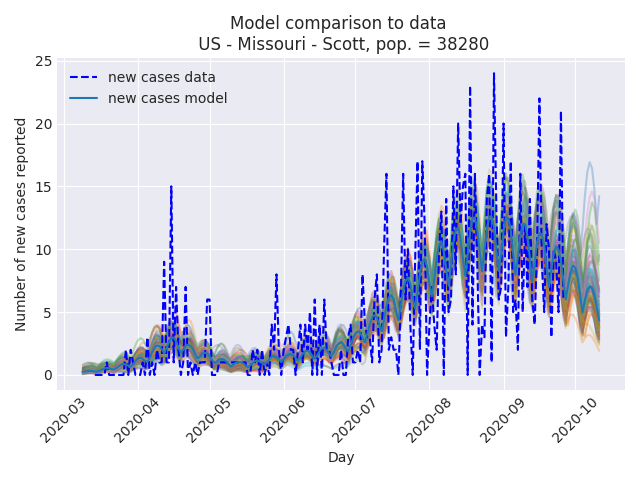 Model comparison to data
US - Missouri - Scott, pop. = 38280
new cases data
new cases model
Number of new cases reported
25
20
15
10
5
0
2020-03
2020-04
2020-05
2020-06
2020-07
2020-08
2020-09
2020-10
Day